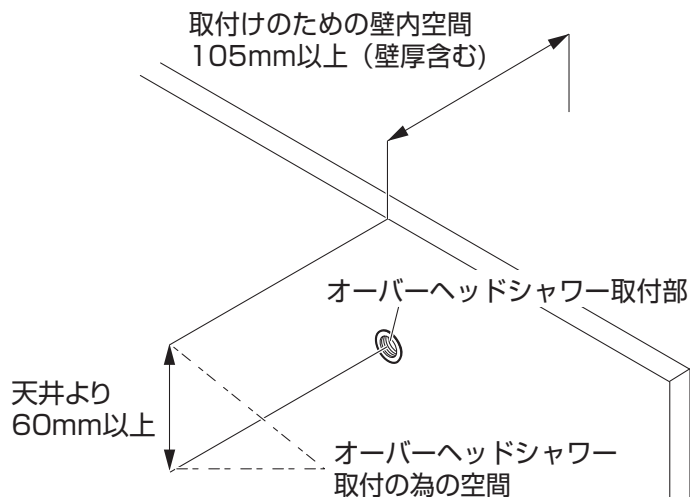 取付けのための壁内空間
105mm以上（壁厚含む)
オーバーヘッドシャワー取付部
天井より
60mm以上
オーバーヘッドシャワー
取付の為の空間